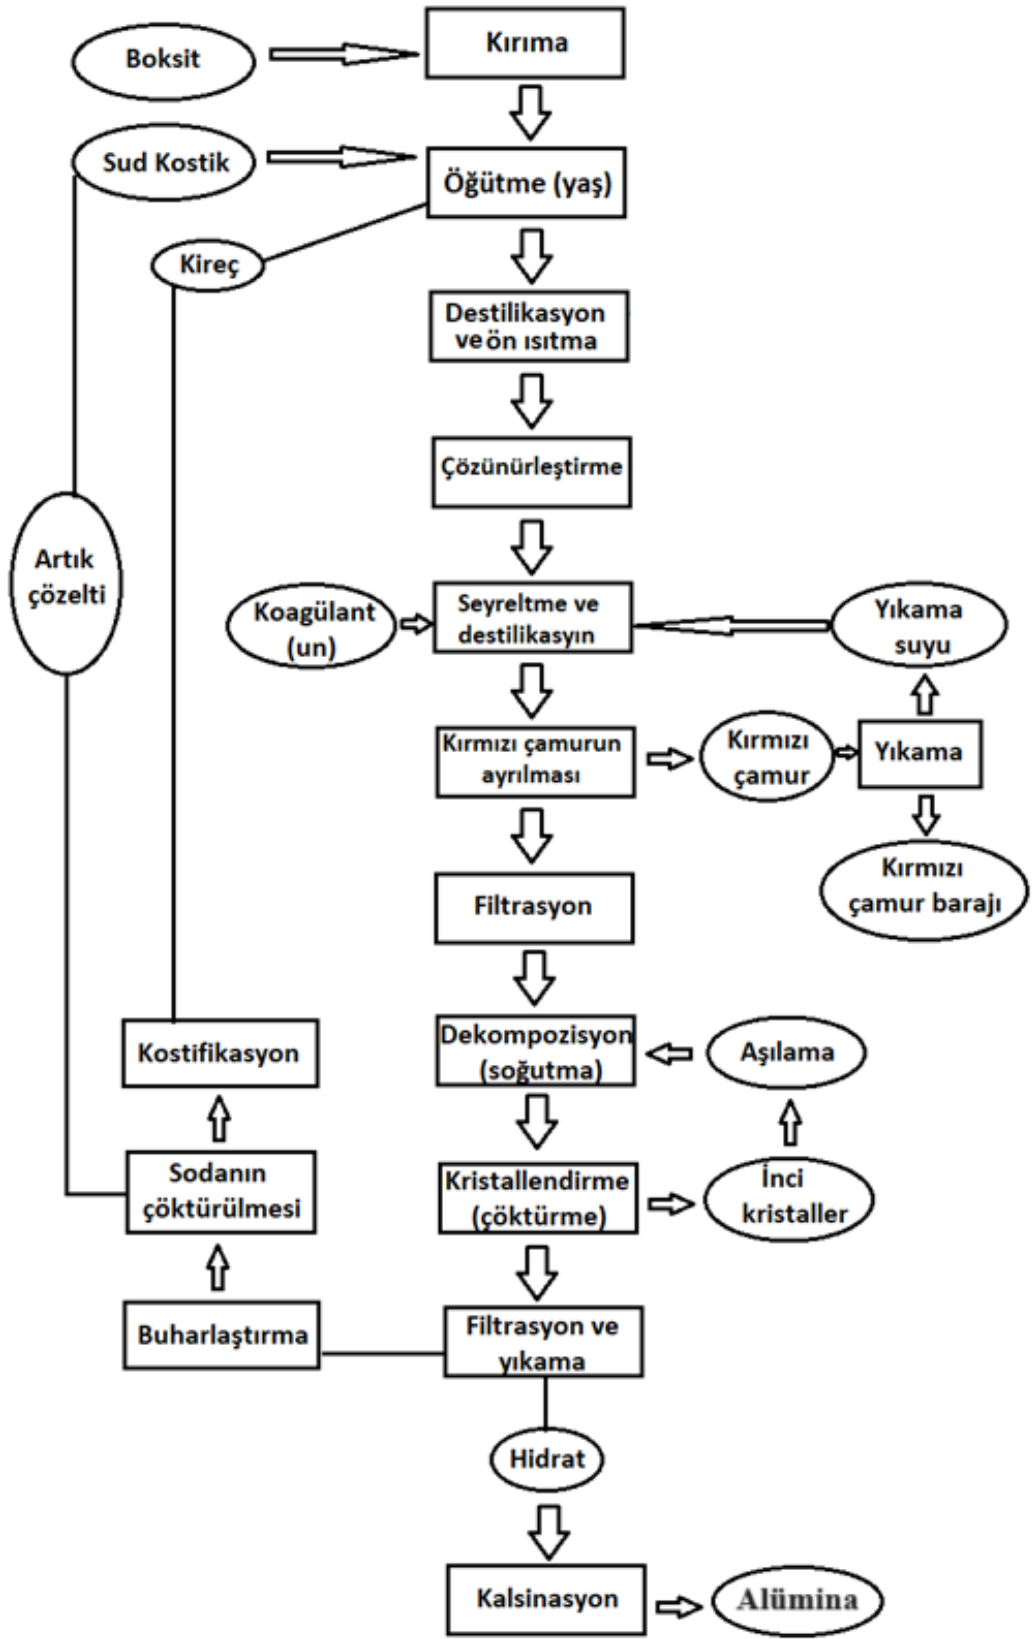 Boksit
Kırıma
Sud Kostik
Öğütme (yaş)
Kireç
Destilikasyon
ve ön ısıtma
Çözünürleştirme
Artık
çözelti
Koagülant
(un)
Seyreltme ve
destilikasyın
Yıkama
suyu
Kırmızı çamurun
ayrılması
Kırmızı
çamur
Yıkama
Kırmızı
çamur barajı
Filtrasyon
Kostifikasyon
Dekompozisyon
(soğutma)
Aşılama
Sodanın
çöktürülmesi
Kristallendirme
(çöktürme)
İnci
kristaller
Buharlaştırma
Filtrasyon ve
yıkama
Hidrat
Kalsinasyon
Alümina